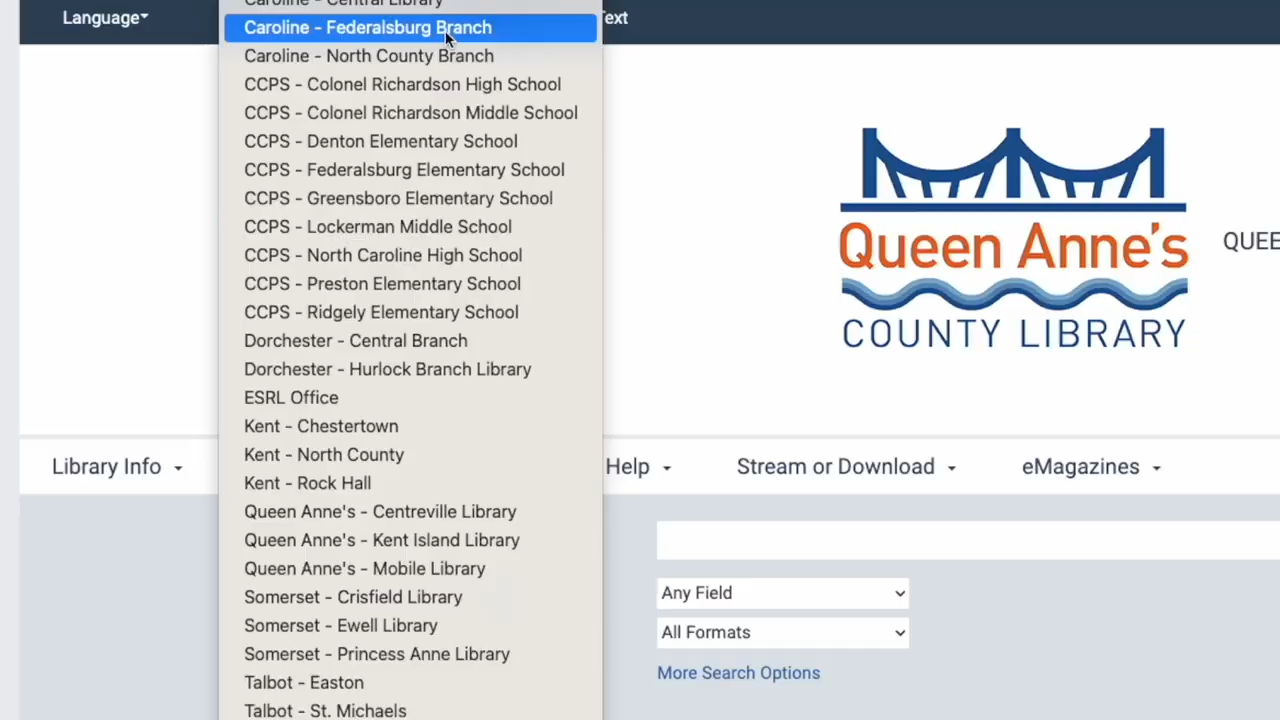 Language
Caroline - Central Library
Text
Caroline - Federalsburg Branch
Caroline - North County Branch
CCPS - Colonel Richardson High School
CCPS - Colonel Richardson Middle School
CCPS - Denton Elementary School
CCPS - Federalsburg Elementary School
CCPS - Greensboro Elementary School
CCPS - Lockerman Middle School
CCPS - North Caroline High School
CCPS - Preston Elementary School
CCPS - Ridgely Elementary School
Dorchester - Central Branch
Dorchester - Hurlock Branch Library
ESRL Office
Kent - Chestertown
Kent - North County
Kent - Rock Hall
Queen Anne's - Centreville Library
Queen Anne's - Kent Island Library
Queen Anne's - Mobile Library
Somerset - Crisfield Library
Somerset - Ewell Library
Somerset - Princess Anne Library
Talbot - Easton
Talbot - St. Michaels
Queen Anne's
COUNTY LIBRARY
QUEE
Library Info
Help
Stream or Download
eMagazines
Any Field
All Formats
More Search Options